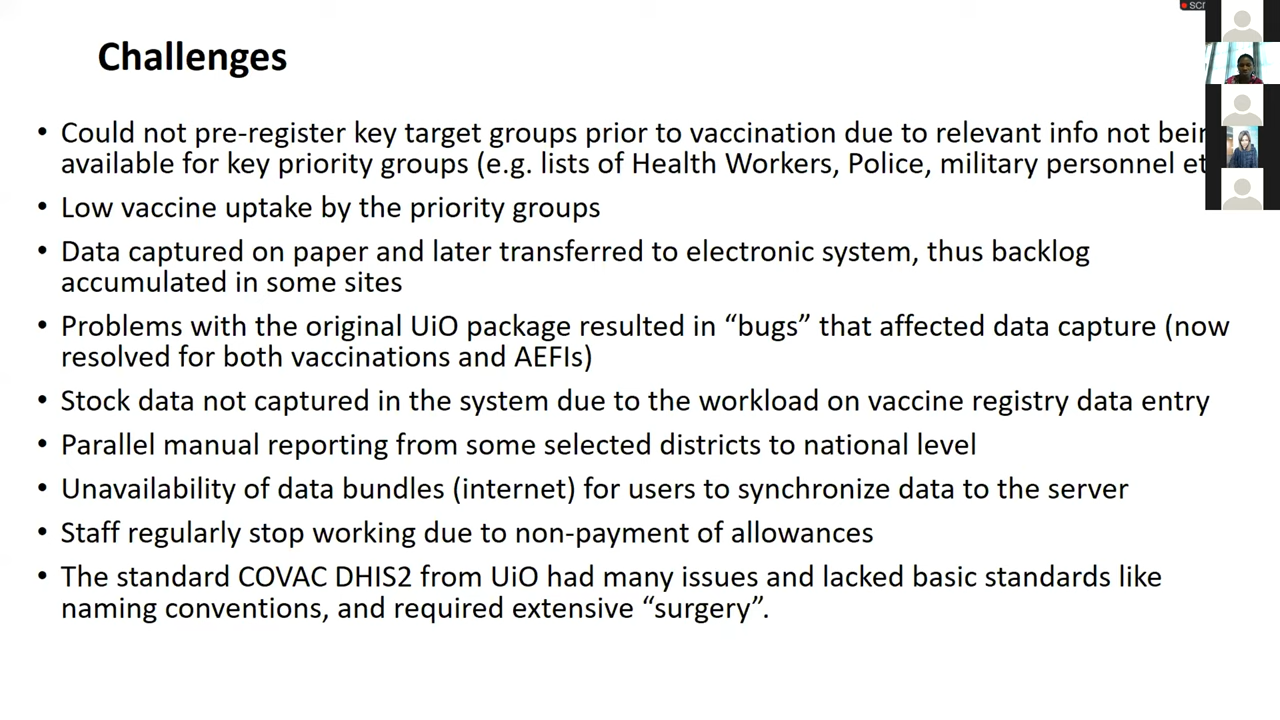 Challenges
• Could not pre-register key target groups prior to vaccination due to relevant info not bein
available for key priority groups (e.g. lists of Health Workers, Police, military personnel et
• Low vaccine uptake by the priority groups
• Data captured on paper and later transferred to electronic system, thus backlog
accumulated in some sites
• Problems with the original UiO package resulted in “bugs” that affected data capture (now
resolved for both vaccinations and AEFIs)
• Stock data not captured in the system due to the workload on vaccine registry data entry
• Parallel manual reporting from some selected districts to national level
• Unavailability of data bundles (internet) for users to synchronize data to the server
• Staff regularly stop working due to non-payment of allowances
• The standard COVAC DHIS2 from UiO had many issues and lacked basic standards like
naming conventions, and required extensive “surgery”.